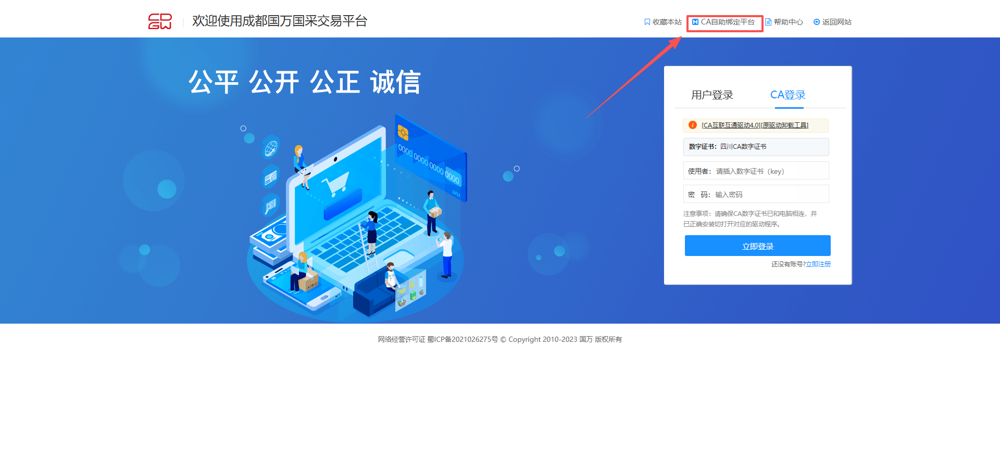 欢迎使用成都国万国采交易平台
收藏本站 CA自助绑定平台 帮助中心 返回网站
公平 公开 公正 诚信
用户登录 CA登录
[CA互联互通驱动4.0][原驱动卸载工具]
数字证书：四川CA数字证书
使用者：请插入数字证书（key）
密 码：输入密码
注意事项：请确保CA数字证书已和电脑相连，并
已正确安装切打开对应的驱动程序。
立即登录
还没有账号?立即注册
0000 0000 0000 0000
12/12
网络经营许可证 蜀ICP备2021026275号 © Copyright 2010-2023 国万 版权所有